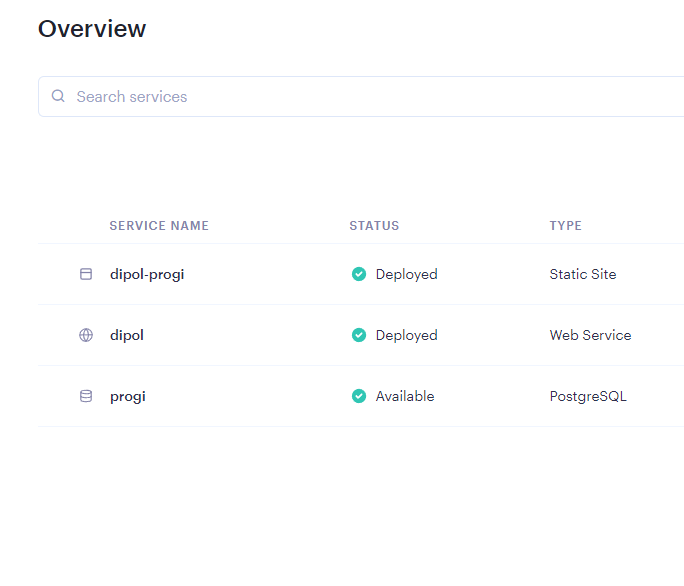 Overview
Search services
SERVICE NAME STATUS TYPE
dipol-progi Deployed Static Site
dipol Deployed Web Service
progi Available PostgreSQL